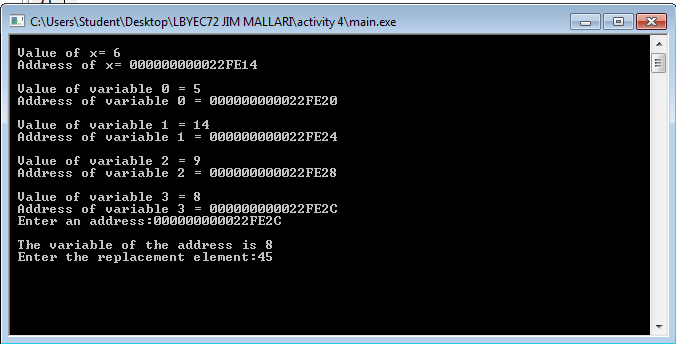 C:\Users\Student\Desktop\LBYEC72 JIM MALLARI\activity 4\main.exe
Value of x= 6
Address of x= 000000000022FE14
Value of variable 0 = 5
Address of variable 0 = 000000000022FE20
Value of variable 1 = 14
Address of variable 1 = 000000000022FE24
Value of variable 2 = 9
Address of variable 2 = 000000000022FE28
Value of variable 3 = 8
Address of variable 3 = 000000000022FE2C
Enter an address:000000000022FE2C
The variable of the address is 8
Enter the replacement element:45